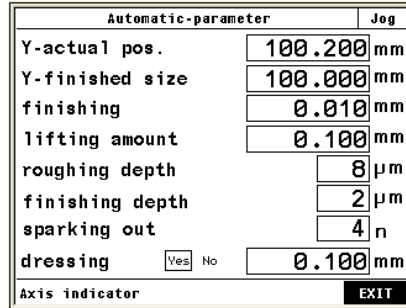 Automatic-parameter Jog
Y-actual pos. 100.200 mm
Y-finished size 100.000 mm
finishing 0.010 mm
lifting amount 0.100 mm
roughing depth 8 µm
finishing depth 2 µm
sparking out 4 n
dressing Yes No 0.100 mm
Axis indicator EXIT